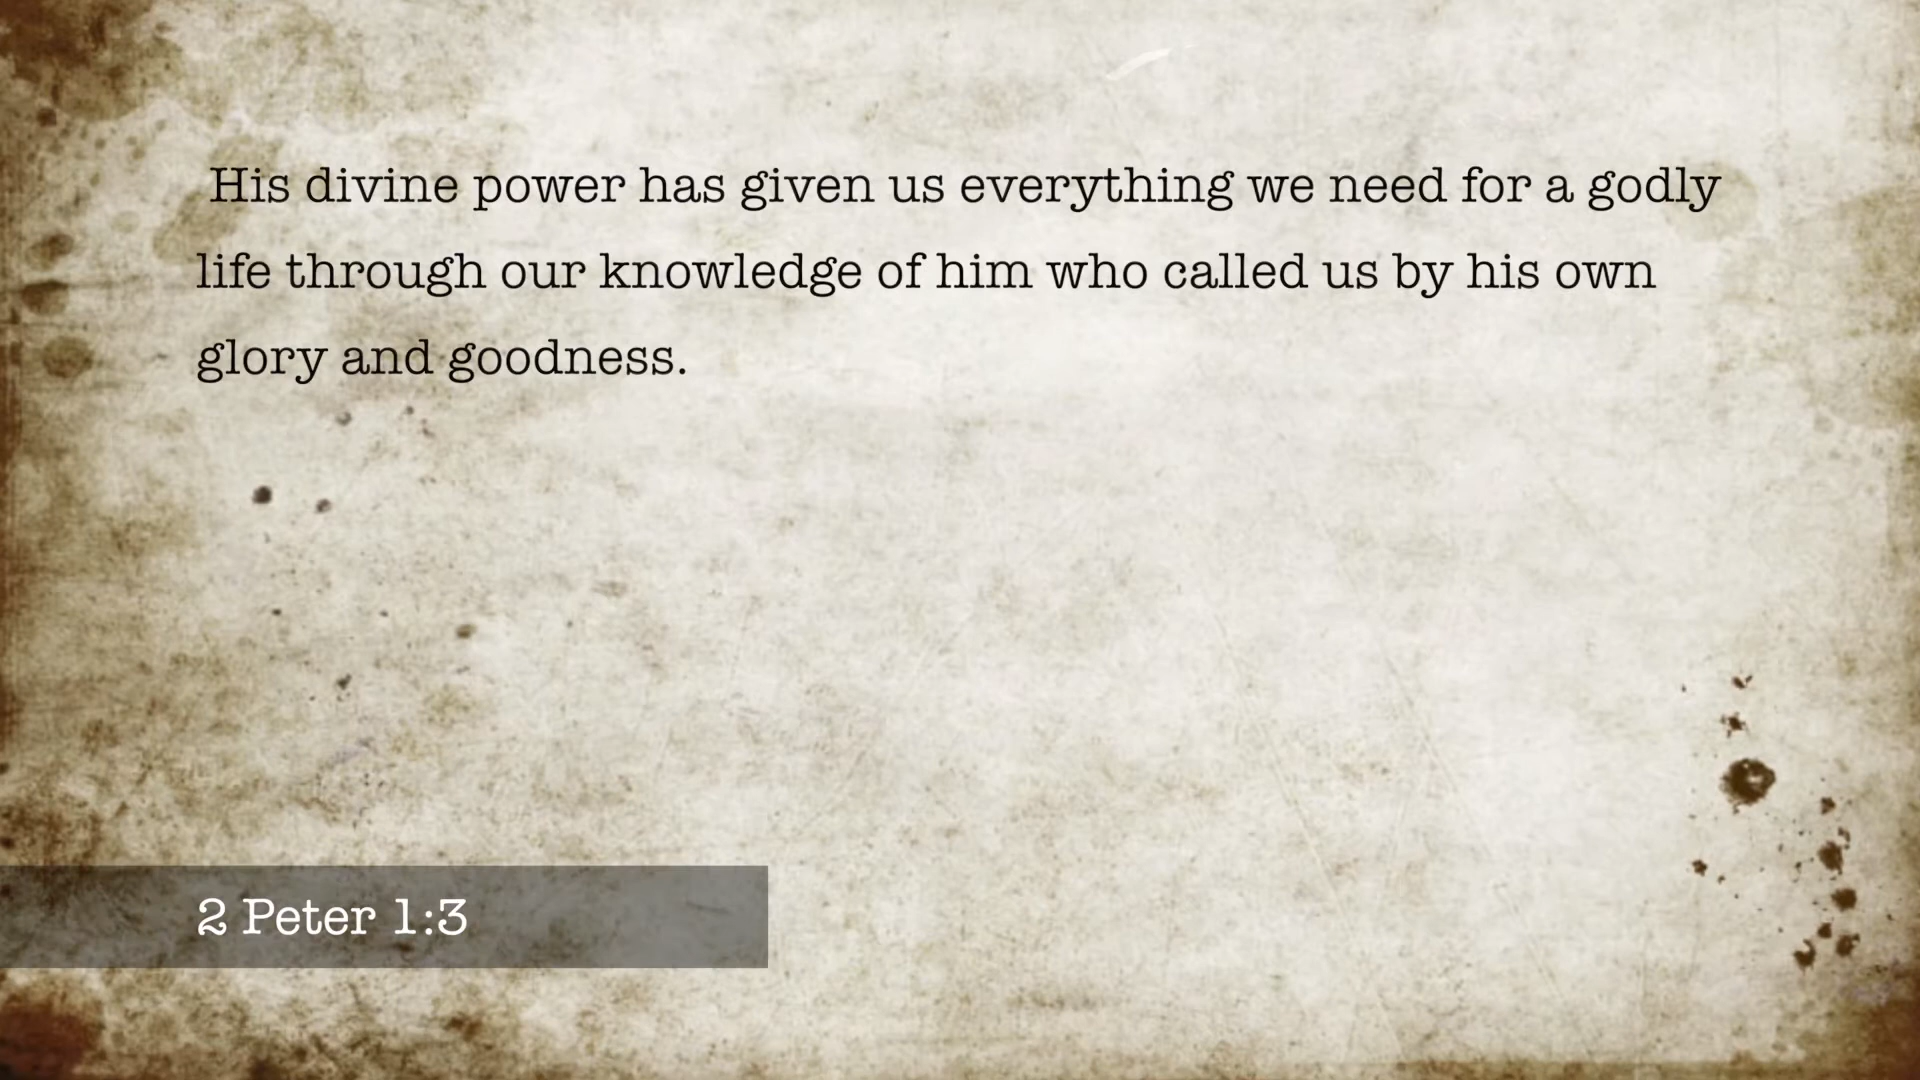 His divine power has given us everything we need for a godly
life through our knowledge of him who called us by his own
glory and goodness.
2 Peter 1:3